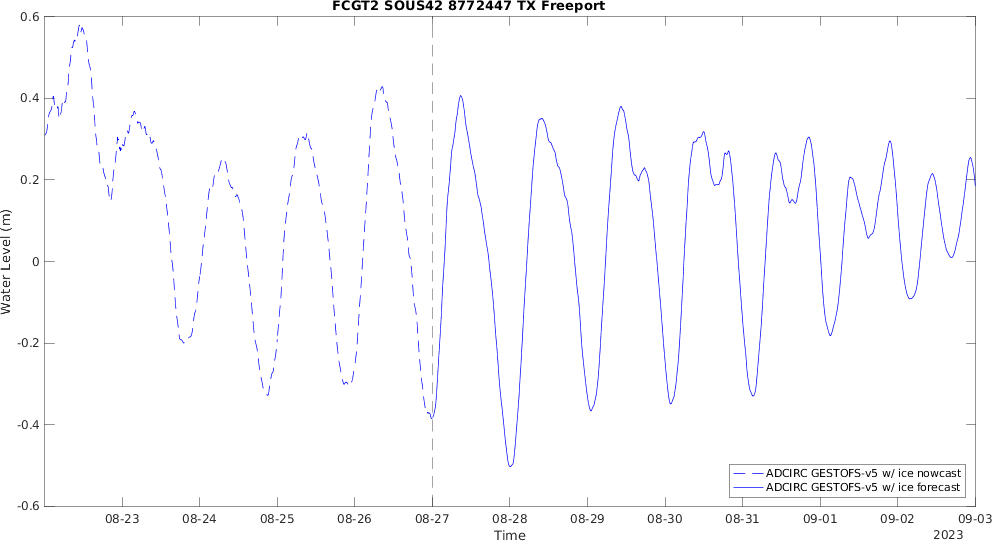 FCGT2 SOUS42 8772447 TX Freeport
0.6
0.4
0.2
0
-0.2
-0.4
-0.6
Water Level (m)
ADCIRC GESTOFS-v5 w/ ice nowcast
ADCIRC GESTOFS-v5 w/ ice forecast
08-23 08-24 08-25 08-26 08-27 08-28 08-29 08-30 08-31 09-01 09-02 09-03
Time
2023